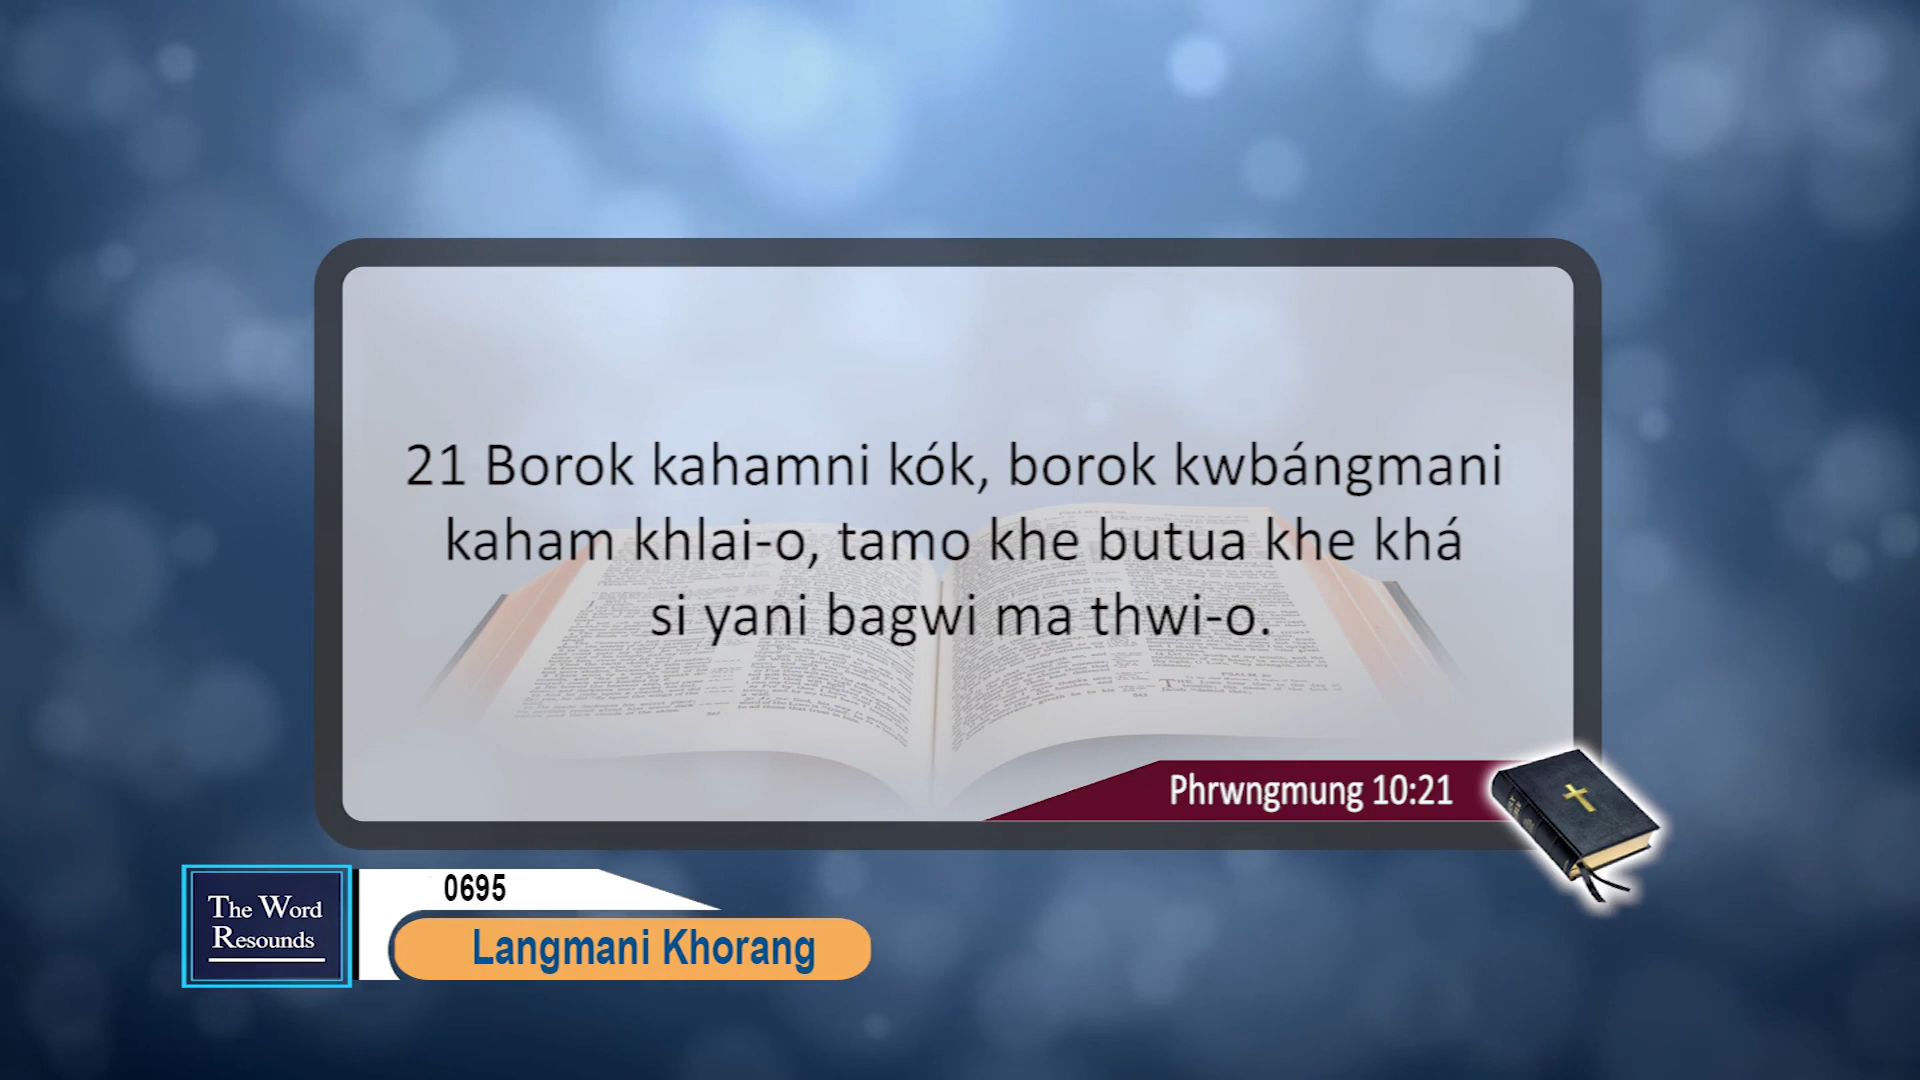 21 Borok kahamni kók, borok kwbángmani
kaham khlai-o, tamo khe butua khe khá
si yani bagwi ma thwi-o.
Phrwngmung 10:21
0695
The Word
Resounds
Langmani Khorang